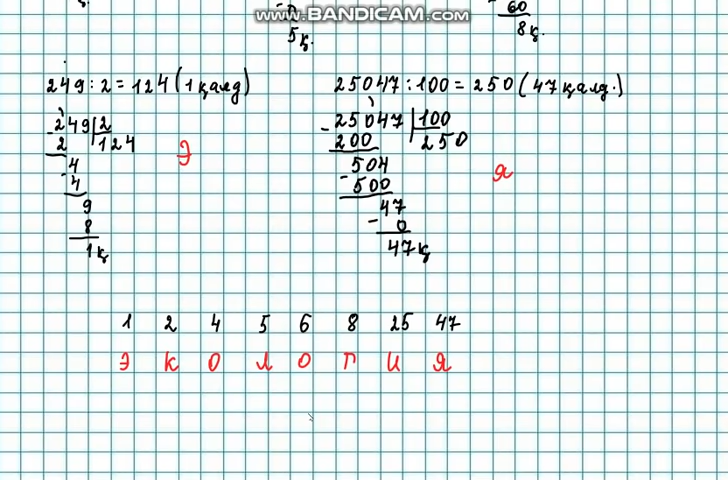 www.BANDICAM.com
5қ.
60
8қ.
249 : 2 = 124 (1 қалд)
25047 : 100 = 250 (47 қалд.)
- 249 | 2
2 124
4
- 4
9
8
1қ
Э
- 25047 | 100
200 250
504
- 500
47
- 0
47қ
Я
1 2 4 5 6 8 25 47
Э К О Л О Г И Я